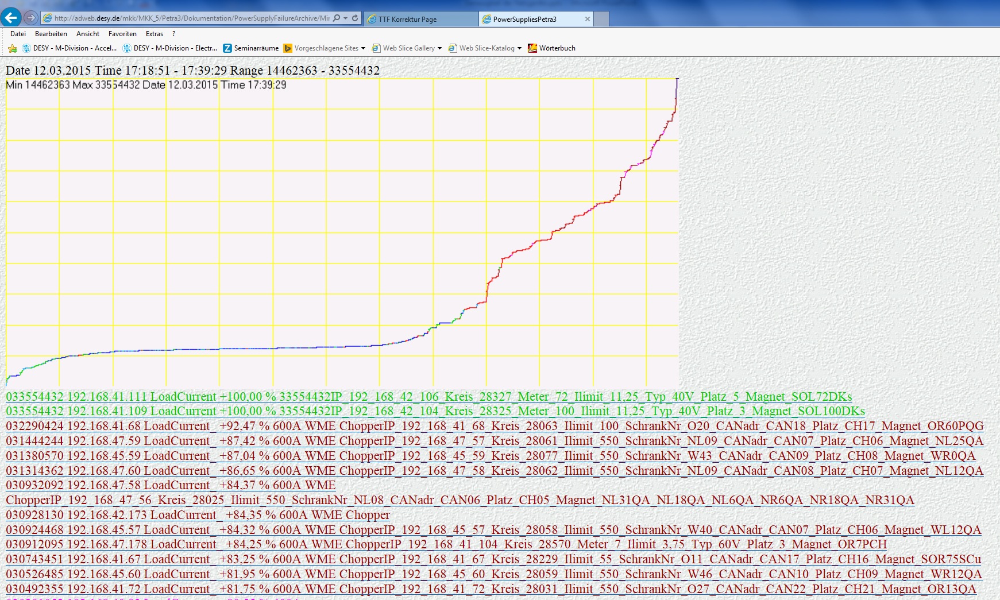 http://adweb.desy.de/mkk/MKK_5/Petra3/Dokumentation/PowerSupplyFailureArchive/Mi
TTF Korrektur Page
PowerSuppliesPetra3
Datei Bearbeiten Ansicht Favoriten Extras ?
DESY - M-Division - Accel... DESY - M-Division - Electr... Seminarräume Vorgeschlagene Sites Web Slice Gallery Web Slice-Katalog Wörterbuch
Date 12.03.2015 Time 17:18:51 - 17:39:29 Range 14462363 - 33554432
Min 14462363 Max 33554432 Date 12.03.2015 Time 17:39:29
033554432 192.168.41.111 LoadCurrent +100,00 % 33554432IP_192_168_42_106_Kreis_28327_Meter_72_Ilimit_11,25_Typ_40V_Platz_5_Magnet_SOL72DKs
033554432 192.168.41.109 LoadCurrent +100,00 % 33554432IP_192_168_42_104_Kreis_28325_Meter_100_Ilimit_11,25_Typ_40V_Platz_3_Magnet_SOL100DKs
032290424 192.168.41.68 LoadCurrent_ +92,47 % 600A WME ChopperIP_192_168_41_68_Kreis_28063_Ilimit_100_SchrankNr_O20_CANadr_CAN18_Platz_CH17_Magnet_OR60PQG
031444244 192.168.47.59 LoadCurrent_ +87,42 % 600A WME ChopperIP_192_168_47_57_Kreis_28061_Ilimit_550_SchrankNr_NL09_CANadr_CAN07_Platz_CH06_Magnet_NL25QA
031380570 192.168.45.59 LoadCurrent_ +87,04 % 600A WME ChopperIP_192_168_45_59_Kreis_28077_Ilimit_550_SchrankNr_W43_CANadr_CAN09_Platz_CH08_Magnet_WR0QA
031314362 192.168.47.60 LoadCurrent_ +86,65 % 600A WME ChopperIP_192_168_47_58_Kreis_28062_Ilimit_550_SchrankNr_NL09_CANadr_CAN08_Platz_CH07_Magnet_NL12QA
030932092 192.168.47.58 LoadCurrent_ +84,37 % 600A WME
ChopperIP_192_168_47_56_Kreis_28025_Ilimit_550_SchrankNr_NL08_CANadr_CAN06_Platz_CH05_Magnet_NL31QA_NL18QA_NL6QA_NR6QA_NR18QA_NR31QA
030928130 192.168.42.173 LoadCurrent_ +84,35 % 600A WME Chopper
030924468 192.168.45.57 LoadCurrent_ +84,32 % 600A WME ChopperIP_192_168_45_57_Kreis_28058_Ilimit_550_SchrankNr_W40_CANadr_CAN07_Platz_CH06_Magnet_WL12QA
030912095 192.168.47.178 LoadCurrent_ +84,25 % 600A WME ChopperIP_192_168_41_104_Kreis_28570_Meter_7_Ilimit_3,75_Typ_60V_Platz_3_Magnet_OR7PCH
030743451 192.168.41.67 LoadCurrent_ +83,25 % 600A WME ChopperIP_192_168_41_67_Kreis_28229_Ilimit_55_SchrankNr_O11_CANadr_CAN17_Platz_CH16_Magnet_SOR75SCu
030526485 192.168.45.60 LoadCurrent_ +81,95 % 600A WME ChopperIP_192_168_45_60_Kreis_28059_Ilimit_550_SchrankNr_W46_CANadr_CAN10_Platz_CH09_Magnet_WR12QA
030492355 192.168.41.72 LoadCurrent_ +81,75 % 600A WME ChopperIP_192_168_41_72_Kreis_28031_Ilimit_550_SchrankNr_O27_CANadr_CAN22_Platz_CH21_Magnet_OR13QA